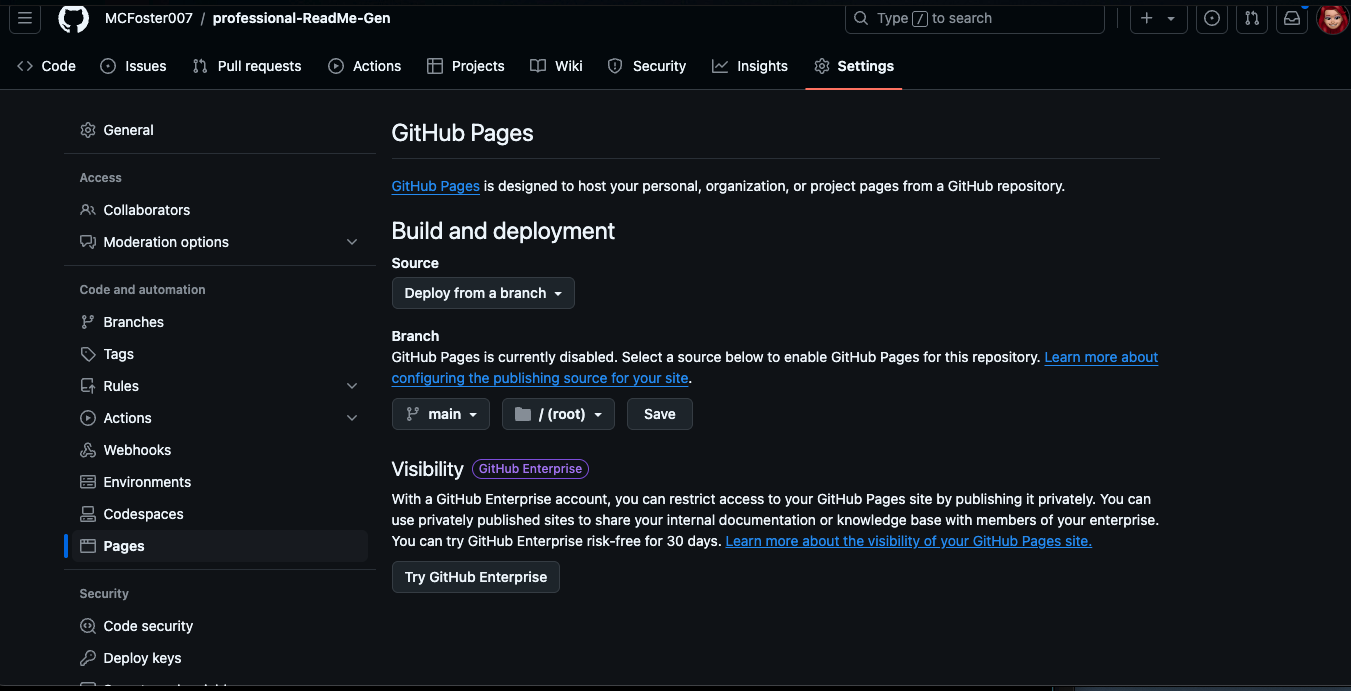 MCFoster007 / professional-ReadMe-Gen
Type / to search
Code
Issues
Pull requests
Actions
Projects
Wiki
Security
Insights
Settings
General
Access
Collaborators
Moderation options
Code and automation
Branches
Tags
Rules
Actions
Webhooks
Environments
Codespaces
Pages
Security
Code security
Deploy keys
GitHub Pages
GitHub Pages is designed to host your personal, organization, or project pages from a GitHub repository.
Build and deployment
Source
Deploy from a branch
Branch
GitHub Pages is currently disabled. Select a source below to enable GitHub Pages for this repository. Learn more about
configuring the publishing source for your site.
main
/ (root)
Save
Visibility GitHub Enterprise
With a GitHub Enterprise account, you can restrict access to your GitHub Pages site by publishing it privately. You can
use privately published sites to share your internal documentation or knowledge base with members of your enterprise.
You can try GitHub Enterprise risk-free for 30 days. Learn more about the visibility of your GitHub Pages site.
Try GitHub Enterprise